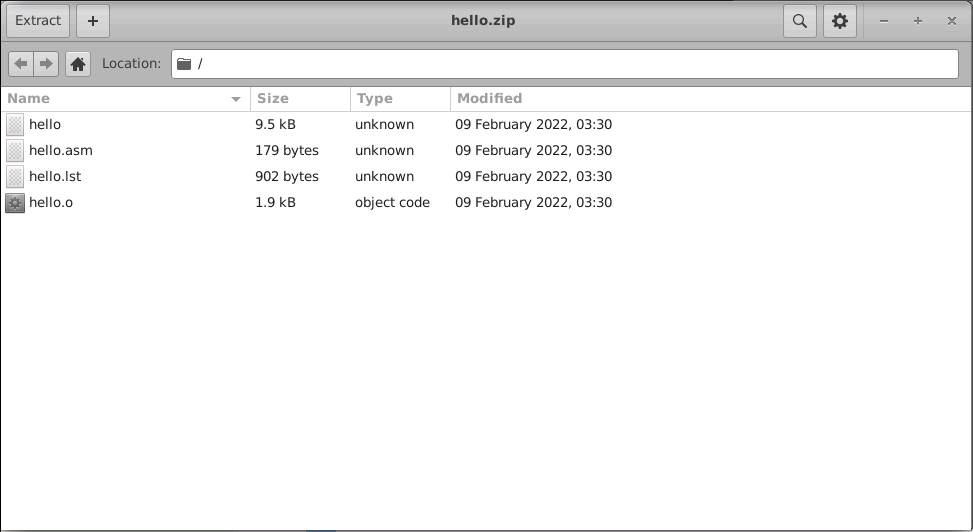 Extract + hello.zip
Location: /
Name Size Type Modified
hello 9.5 kB unknown 09 February 2022, 03:30
hello.asm 179 bytes unknown 09 February 2022, 03:30
hello.lst 902 bytes unknown 09 February 2022, 03:30
hello.o 1.9 kB object code 09 February 2022, 03:30